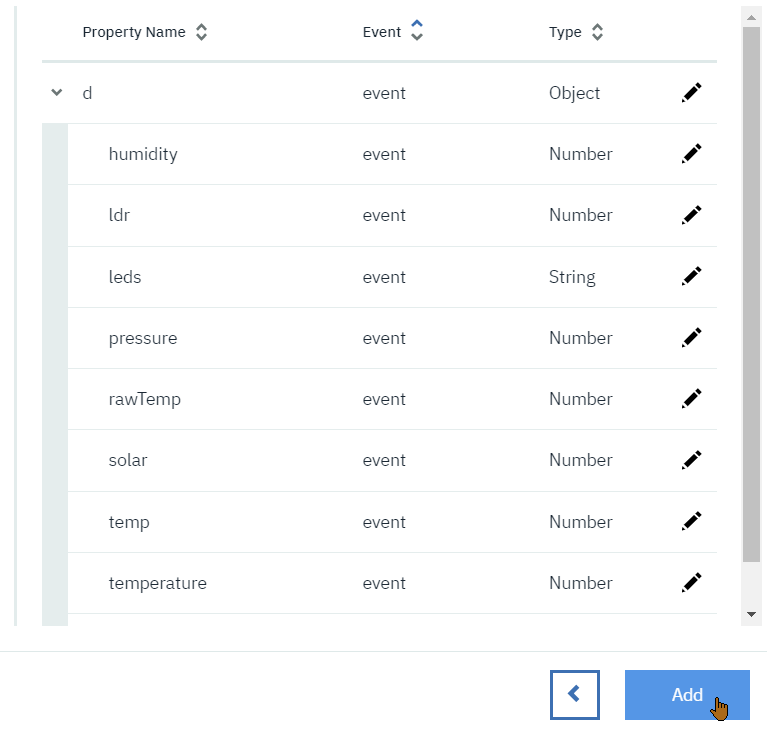 Property Name Event Type
d event Object
humidity event Number
ldr event Number
leds event String
pressure event Number
rawTemp event Number
solar event Number
temp event Number
temperature event Number
Add